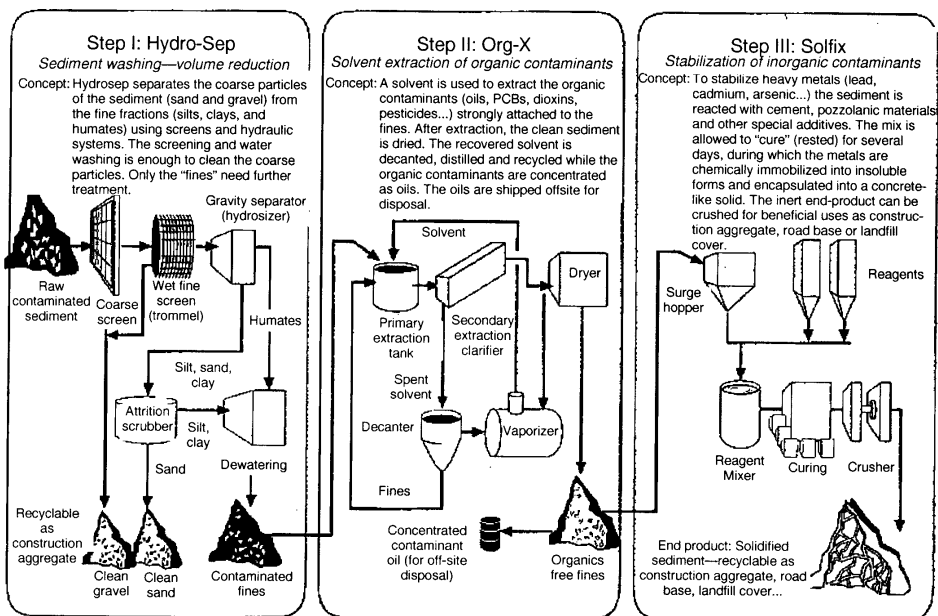 Step I: Hydro-Sep
Sediment washing—volume reduction
Concept: Hydrosep separates the coarse particles
of the sediment (sand and gravel) from
the fine fractions (silts, clays, and
humates) using screens and hydraulic
systems. The screening and water
washing is enough to clean the coarse
particles. Only the "fines" need further
treatment.
Gravity separator
(hydrosizer)
Raw
contaminated
sediment
Coarse
screen
Wet fine
screen
(trommel)
Humates
Silt, sand,
clay
Attrition
scrubber
Silt,
clay
Sand
Dewatering
Recyclable
as
construction
aggregate
Clean
gravel
Clean
sand
Contaminated
fines
Step II: Org-X
Solvent extraction of organic contaminants
Concept: A solvent is used to extract the organic
contaminants (oils, PCBs, dioxins,
pesticides...) strongly attached to the
fines. After extraction, the clean sediment
is dried. The recovered solvent is
decanted, distilled and recycled while the
organic contaminants are concentrated
as oils. The oils are shipped offsite for
disposal.
Solvent
Dryer
Primary
extraction
tank
Secondary
extraction
clarifier
Spent
solvent
Decanter
Vaporizer
Fines
Concentrated
contaminant
oil (for off-site
disposal)
Organics
free fines
Step III: Solfix
Stabilization of inorganic contaminants
Concept: To stabilize heavy metals (lead,
cadmium, arsenic...) the sediment is
reacted with cement, pozzolanic materials
and other special additives. The mix is
allowed to "cure" (rested) for several
days, during which the metals are
chemically immobilized into insoluble
forms and encapsulated into a concrete-
like solid. The inert end-product can be
crushed for beneficial uses as construc-
tion aggregate, road base or landfill
cover.
Surge
hopper
Reagents
Reagent
Mixer
Curing
Crusher
End product: Solidified
sediment—recyclable as
construction aggregate, road
base, landfill cover...